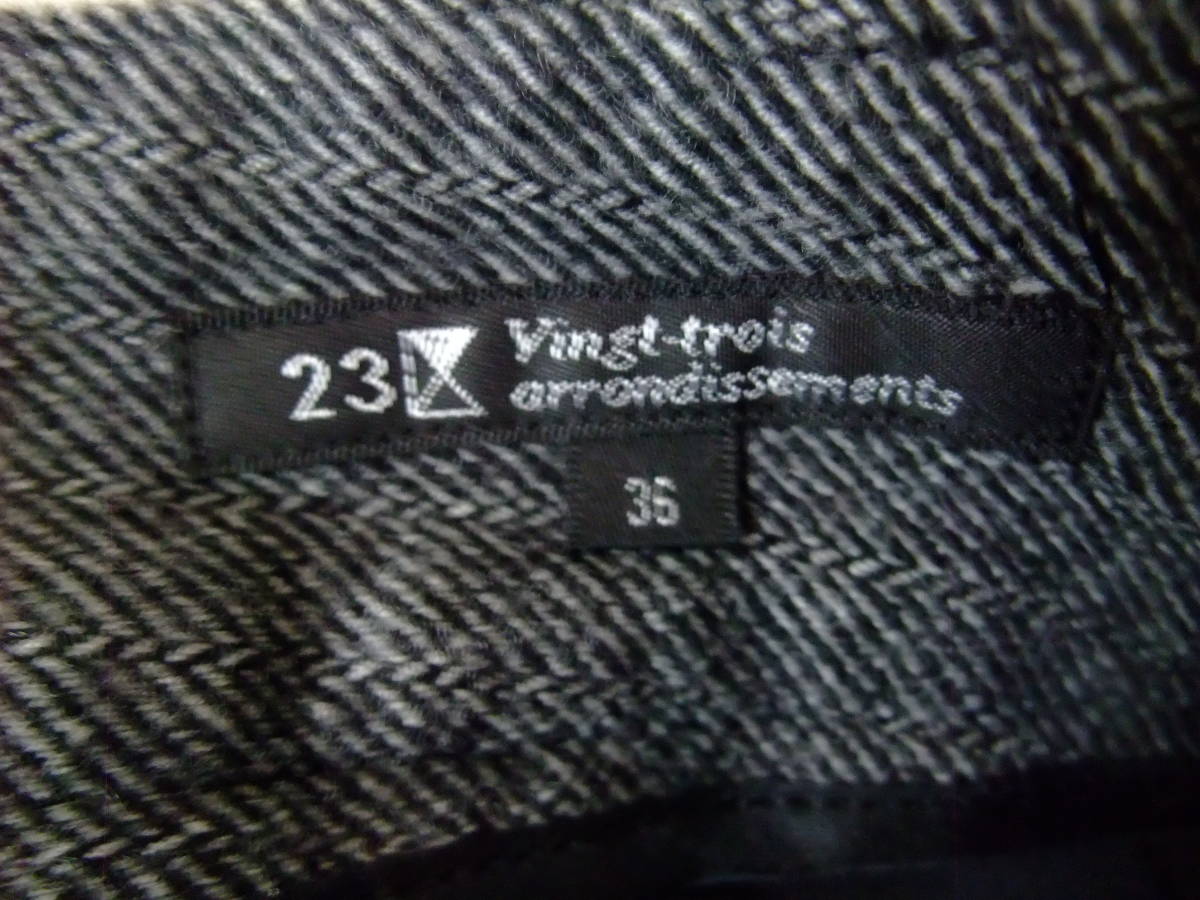 23区 Vingt-trois
arrondissements
36